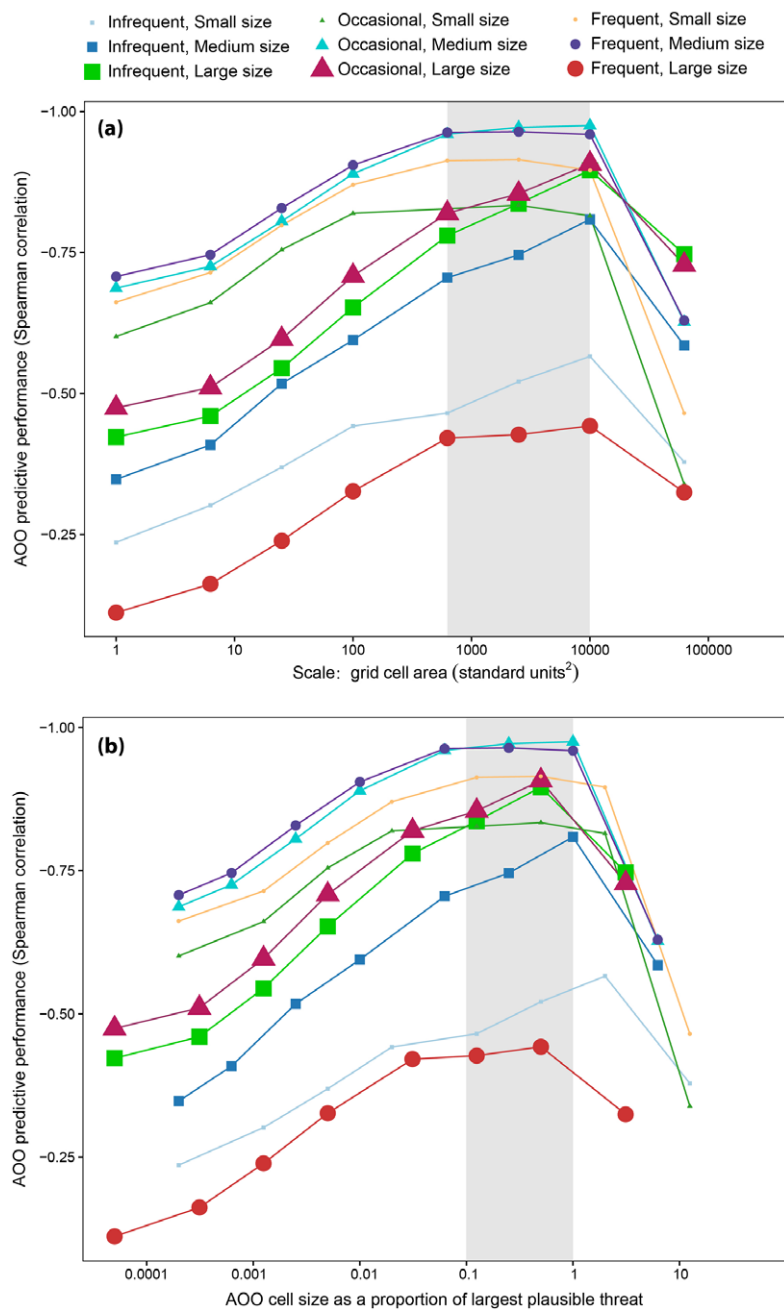 Infrequent, Small size Occasional, Small size Frequent, Small size
Infrequent, Medium size Occasional, Medium size Frequent, Medium size
Infrequent, Large size Occasional, Large size Frequent, Large size
(a)
AOO predictive performance (Spearman correlation)
−1.00
−0.75
−0.50
−0.25
1 10 100 1000 10000 100000
Scale: grid cell area (standard units²)
(b)
AOO predictive performance (Spearman correlation)
−1.00
−0.75
−0.50
−0.25
0.0001 0.001 0.01 0.1 1 10
AOO cell size as a proportion of largest plausible threat